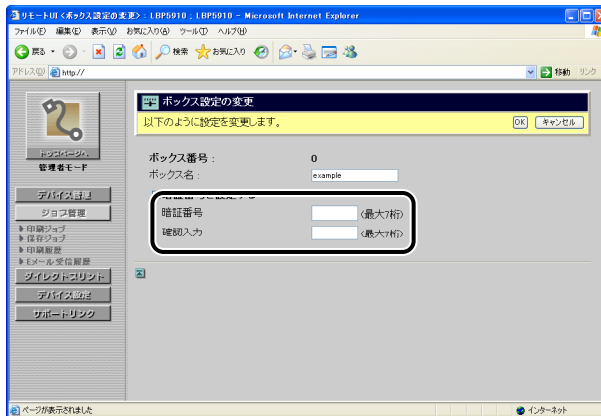 リモートUI <ボックス設定の変更> : LBP5910 ; LBP5910 - Microsoft Internet Explorer
ファイル(F) 編集(E) 表示(V) お気に入り(A) ツール(T) ヘルプ(H)
戻る 検索 お気に入り
アドレス(D) http:// 移動 リンク
ボックス設定の変更
以下のように設定を変更します。 OK キャンセル
トップページへ
管理者モード
デバイス管理
ジョブ管理
印刷ジョブ
保存ジョブ
印刷履歴
Eメール受信履歴
ダイレクトプリント
デバイス設定
サポートリンク
ボックス番号 : 0
ボックス名 : example
暗証番号を設定する
暗証番号 (最大7桁)
確認入力 (最大7桁)
ページが表示されました インターネット